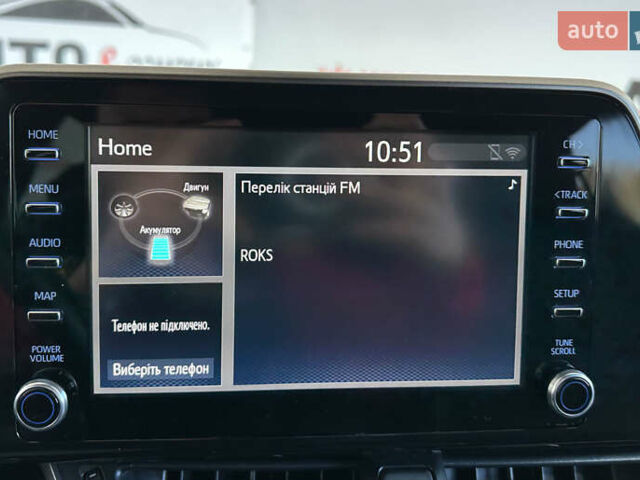 auto
Home
10:51
HOME
MENU
AUDIO
MAP
POWER
VOLUME
Двигун
Акумулятор
Телефон не підключено.
Виберіть телефон
Перелік станцій FM
ROKS
CH >
< TRACK
PHONE
SETUP
TUNE
SCROLL